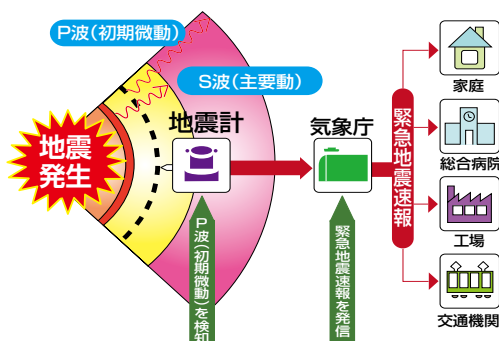 P波(初期微動)
S波(主要動)
地震
発生
地震計
気象庁
緊急地震速報
家庭
総合病院
工場
交通機関
P波(初期微動)を検知
緊急地震速報を発信